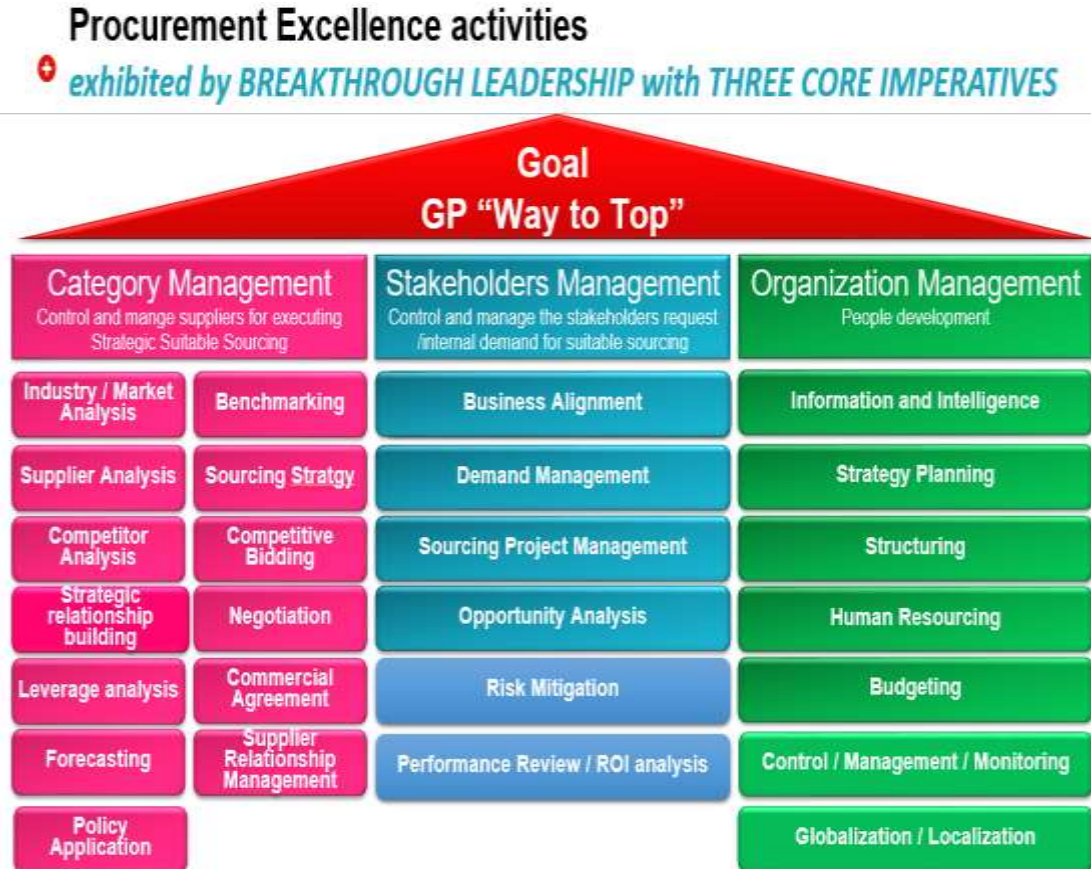 Procurement Excellence activities
exhibited by BREAKTHROUGH LEADERSHIP with THREE CORE IMPERATIVES
Goal
GP “Way to Top”
Category Management
Control and mange suppliers for executing
Strategic Suitable Sourcing
Industry / Market
Analysis
Benchmarking
Supplier Analysis
Sourcing Stratgy
Competitor
Analysis
Competitive
Bidding
Strategic
relationship
building
Negotiation
Leverage analysis
Commercial
Agreement
Forecasting
Supplier
Relationship
Management
Policy
Application
Stakeholders Management
Control and manage the stakeholders request
/internal demand for suitable sourcing
Business Alignment
Demand Management
Sourcing Project Management
Opportunity Analysis
Risk Mitigation
Performance Review / ROI analysis
Organization Management
People development
Information and Intelligence
Strategy Planning
Structuring
Human Resourcing
Budgeting
Control / Management / Monitoring
Globalization / Localization